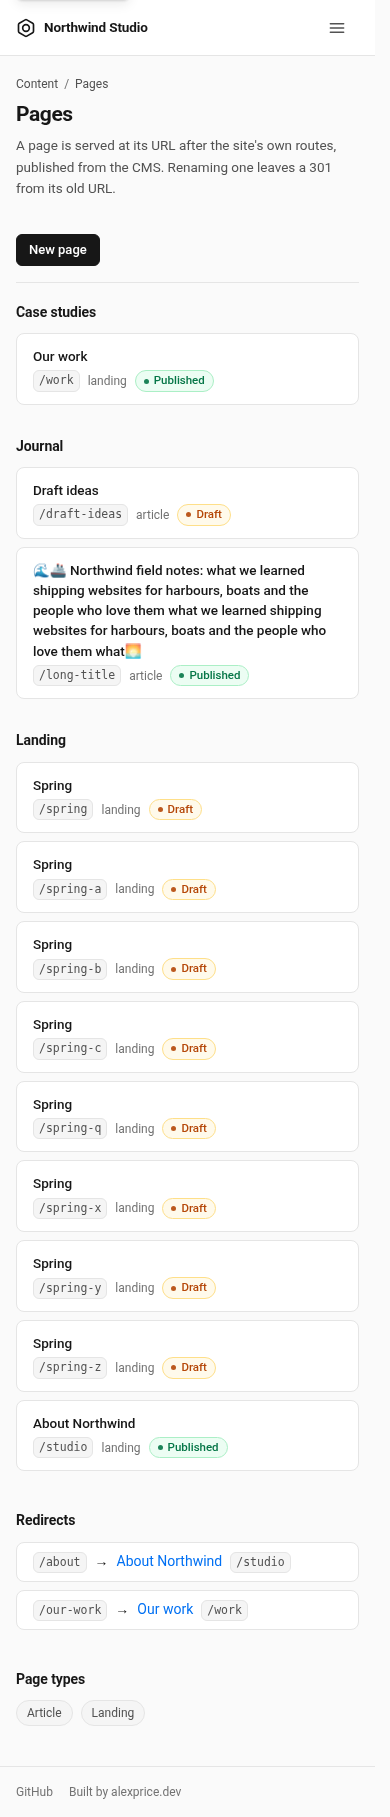 Northwind Studio
Content / Pages
Pages
A page is served at its URL after the site's own routes,
published from the CMS. Renaming one leaves a 301
from its old URL.
New page
Case studies
Our work
/work landing Published
Journal
Draft ideas
/draft-ideas article Draft
🌊🚢 Northwind field notes: what we learned
shipping websites for harbours, boats and the
people who love them what we learned shipping
websites for harbours, boats and the people who
love them what🌅
/long-title article Published
Landing
Spring
/spring landing Draft
Spring
/spring-a landing Draft
Spring
/spring-b landing Draft
Spring
/spring-c landing Draft
Spring
/spring-q landing Draft
Spring
/spring-x landing Draft
Spring
/spring-y landing Draft
Spring
/spring-z landing Draft
About Northwind
/studio landing Published
Redirects
/about → About Northwind /studio
/our-work → Our work /work
Page types
Article Landing
GitHub Built by alexprice.dev